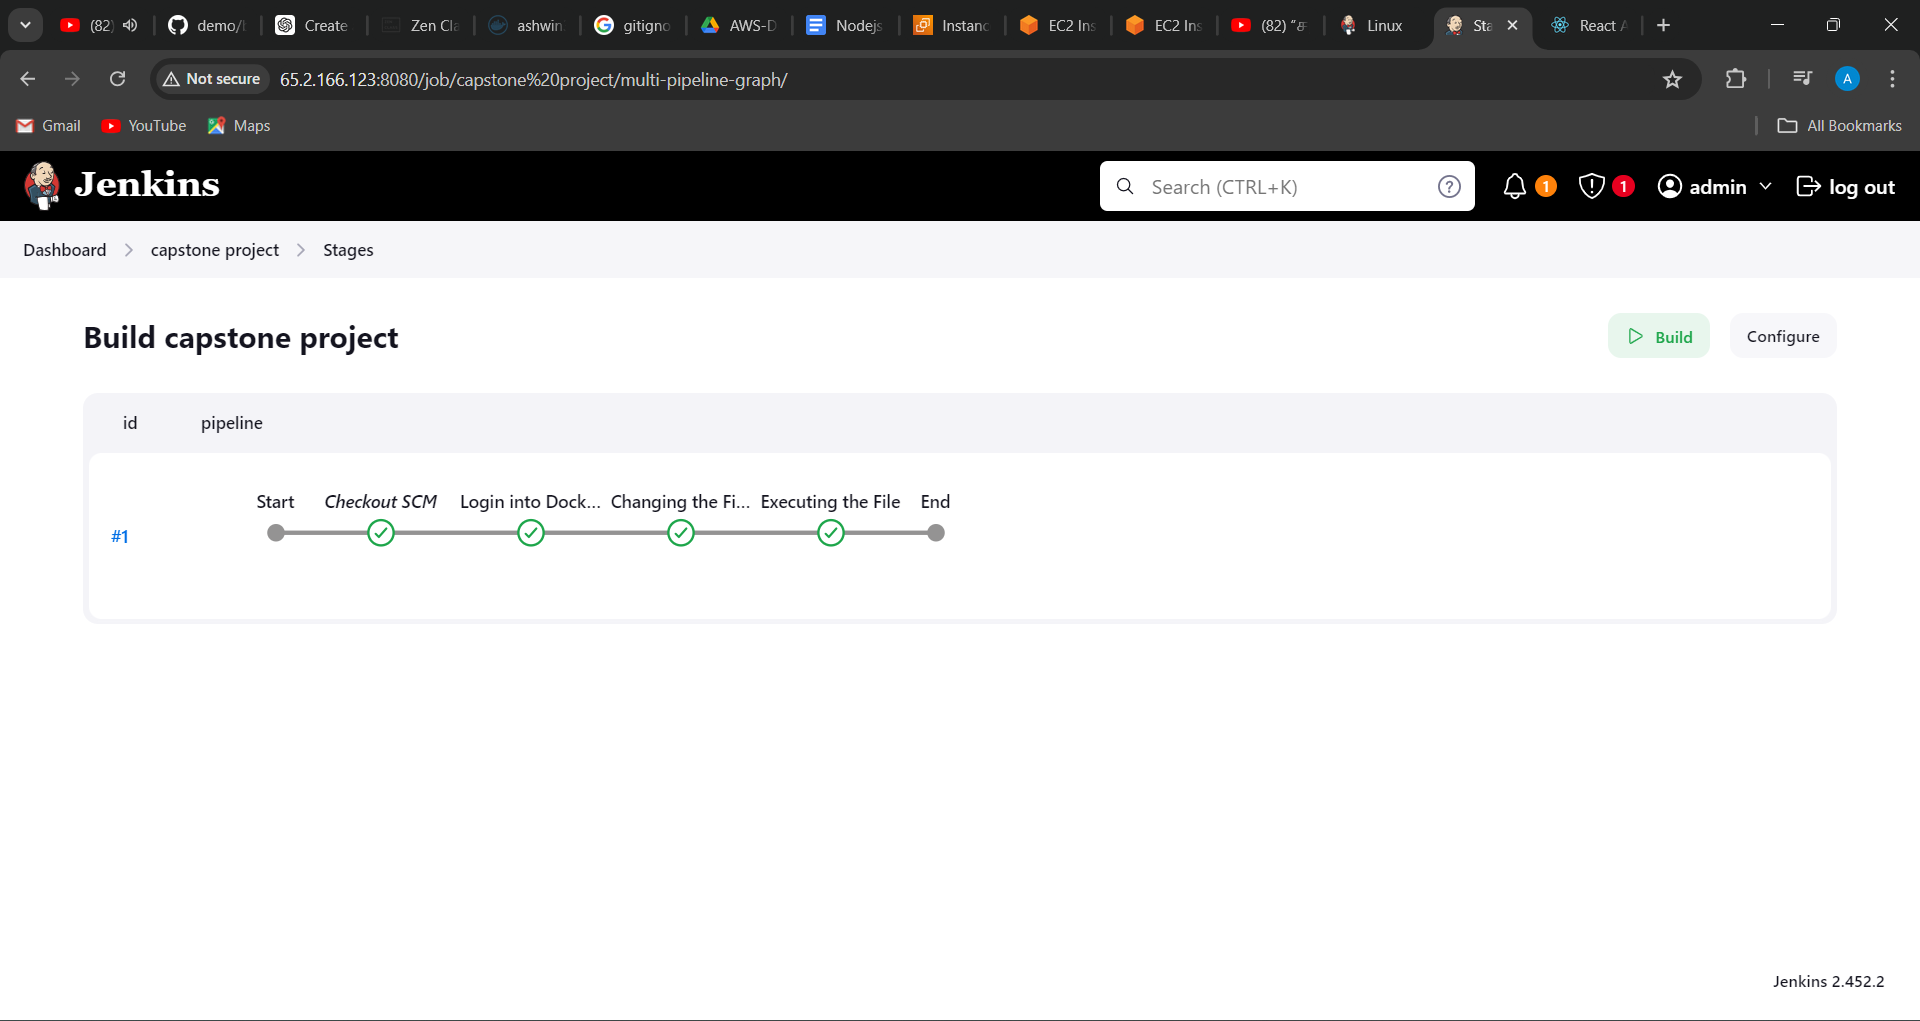 (82) demo/b Create Zen Cla ashwin. gitigno AWS-D Nodejs Instanc EC2 Ins EC2 Ins (82) “ Linux Sta React A
Not secure 65.2.166.123:8080/job/capstone%20project/multi-pipeline-graph/ A
Gmail YouTube Maps All Bookmarks
Jenkins Search (CTRL+K) 1 1 admin log out
Dashboard capstone project Stages
Build capstone project Build Configure
id pipeline
Start Checkout SCM Login into Dock... Changing the Fi... Executing the File End
#1
Jenkins 2.452.2